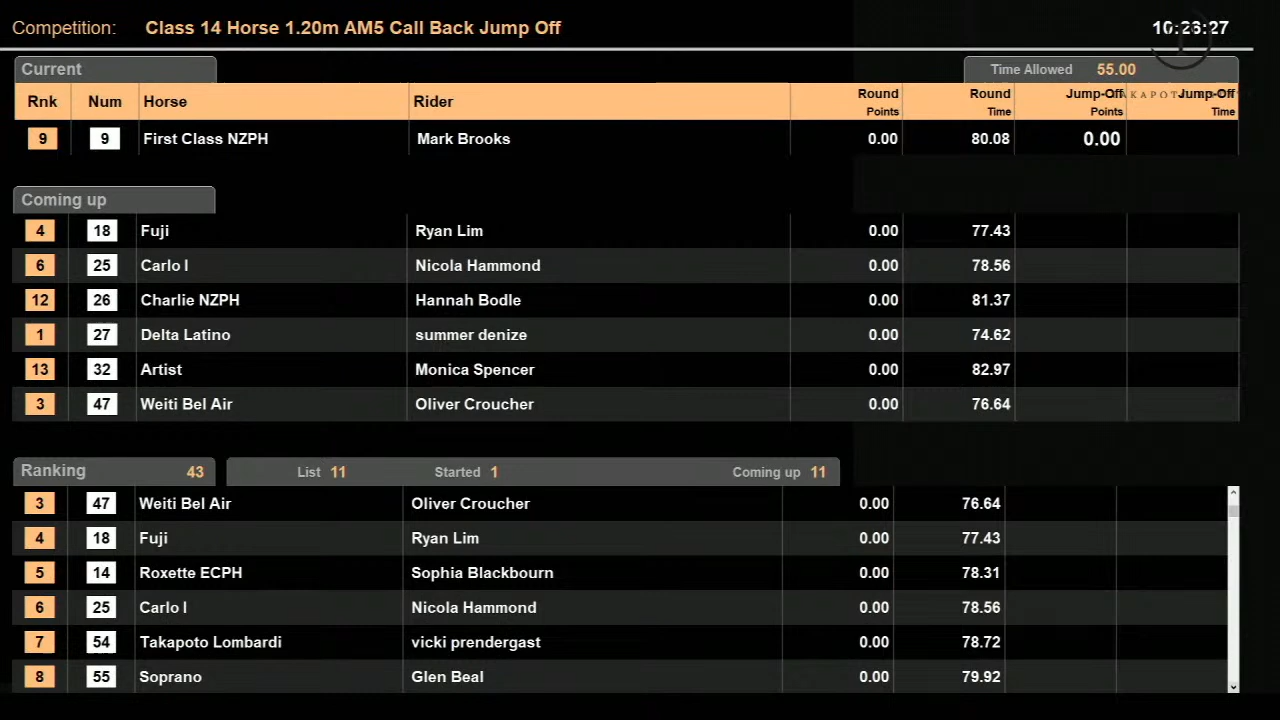 Competition: Class 14 Horse 1.20m AM5 Call Back Jump Off 10:23:27
Current Time Allowed 55.00
Rnk Num Horse Rider Round Points Round Time Jump-Off Points Jump-Off Time
9 9 First Class NZPH Mark Brooks 0.00 80.08 0.00
Coming up
4 18 Fuji Ryan Lim 0.00 77.43
6 25 Carlo I Nicola Hammond 0.00 78.56
12 26 Charlie NZPH Hannah Bodle 0.00 81.37
1 27 Delta Latino summer denize 0.00 74.62
13 32 Artist Monica Spencer 0.00 82.97
3 47 Weiti Bel Air Oliver Croucher 0.00 76.64
Ranking 43 List 11 Started 1 Coming up 11
3 47 Weiti Bel Air Oliver Croucher 0.00 76.64
4 18 Fuji Ryan Lim 0.00 77.43
5 14 Roxette ECPH Sophia Blackbourn 0.00 78.31
6 25 Carlo I Nicola Hammond 0.00 78.56
7 54 Takapoto Lombardi vicki prendergast 0.00 78.72
8 55 Soprano Glen Beal 0.00 79.92